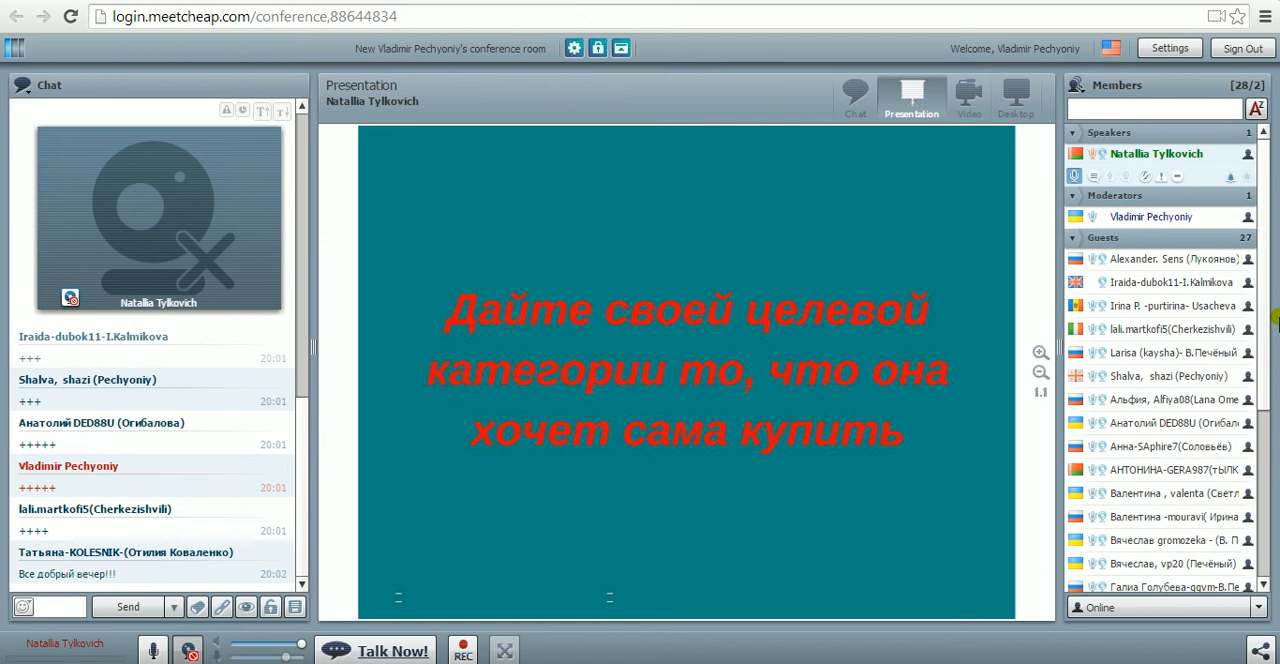 login.meetcheap.com/conference,88644834
New Vladimir Pechyoniy's conference room
Welcome, Vladimir Pechyoniy
Settings
Sign Out
Chat
Natallia Tylkovich
Iraida-dubok11-I.Kalmikova
+++ 20:01
Shalva, shazi (Pechyoniy)
+++ 20:01
Анатолий DED88U (Огибалова)
+++++ 20:01
Vladimir Pechyoniy
+++++ 20:01
lali.martkofi5(Cherkezishvili)
++++ 20:01
Татьяна-KOLESNIK-(Отилия Коваленко)
Все добрый вечер!!! 20:02
Send
Presentation
Natallia Tylkovich
Chat
Presentation
Video
Desktop
Дайте своей целевой
категории то, что она
хочет сама купить
1.1
Members [28/2]
Speakers 1
Natallia Tylkovich
Moderators 1
Vladimir Pechyoniy
Guests 27
Alexander. Sens (Лукоянов)
Iraida-dubok11-I.Kalmikova
Irina P. -purtirina- Usacheva
lali.martkofi5(Cherkezishvili)
Larisa (kaysha)- В.Печёный
Shalva, shazi (Pechyoniy)
Альфия, Alfiya08(Lana Ome
Анатолий DED88U (Огибал
Анна-SAphire7(Соловьёв)
АНТОНИНА-GERA987(тЫЛК
Валентина , valenta (Светл
Валентина -mouravi( Ирина
Вячеслав gromozeka - (В. П
Вячеслав, vp20 (Печёный)
Галиа Голубева-ggvm-В.Пе
Online
Natallia Tylkovich
Talk Now!
REC